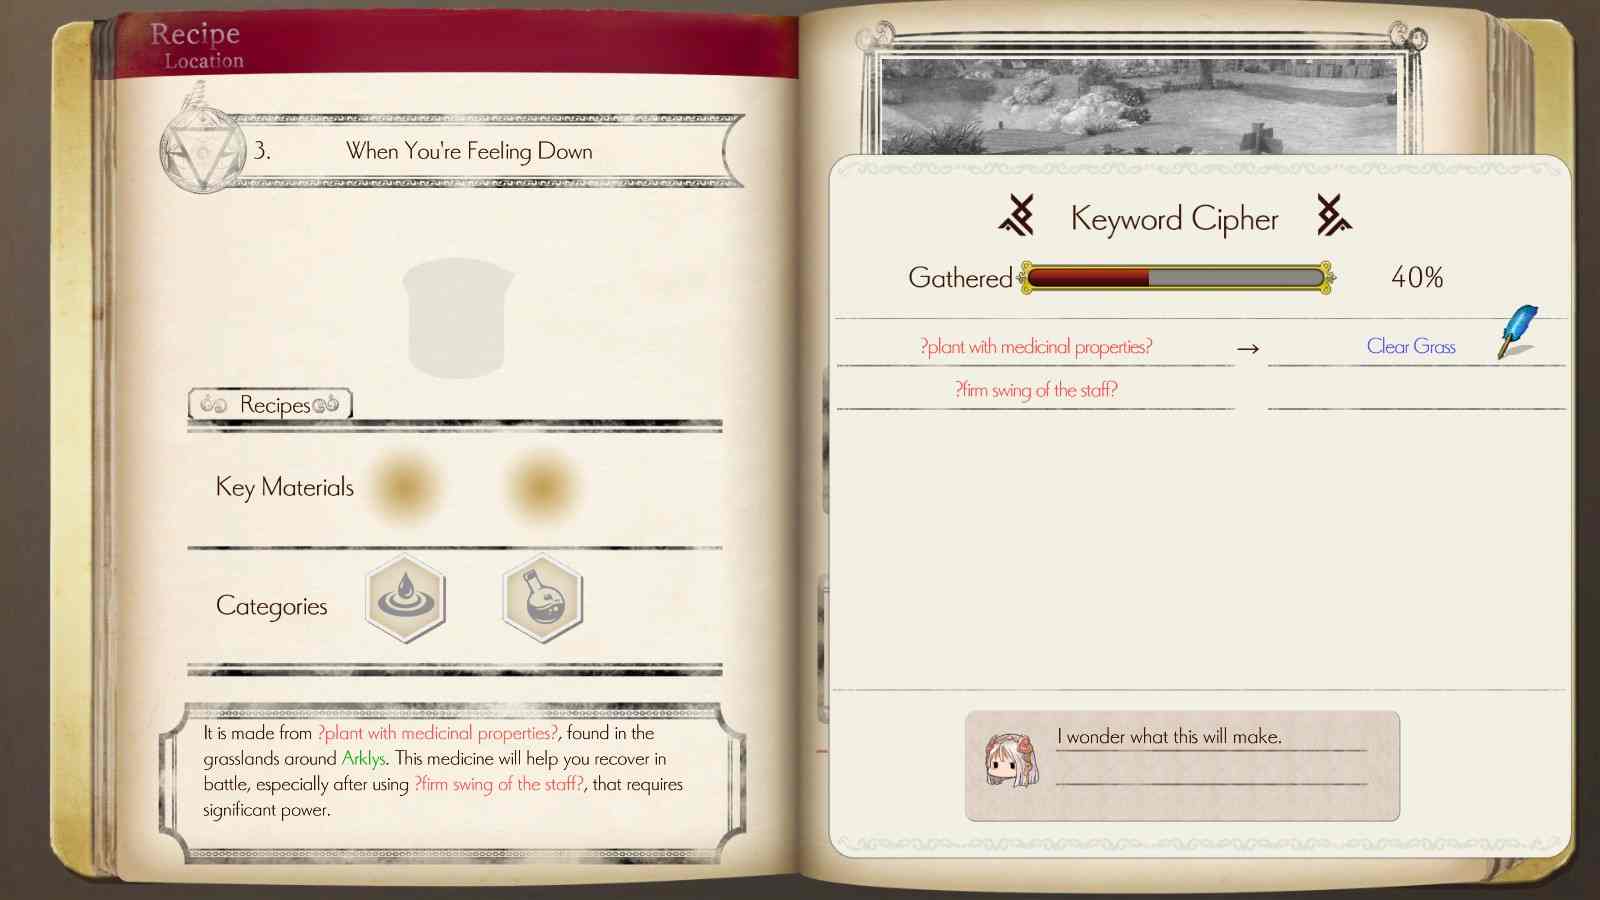 Recipe
Location
3. When You're Feeling Down
Recipes
Key Materials
Categories
It is made from ?plant with medicinal properties?, found in the
grasslands around Arklys. This medicine will help you recover in
battle, especially after using ?firm swing of the staff?, that requires
significant power.
Keyword Cipher
Gathered 40%
?plant with medicinal properties? → Clear Grass
?firm swing of the staff?
I wonder what this will make.